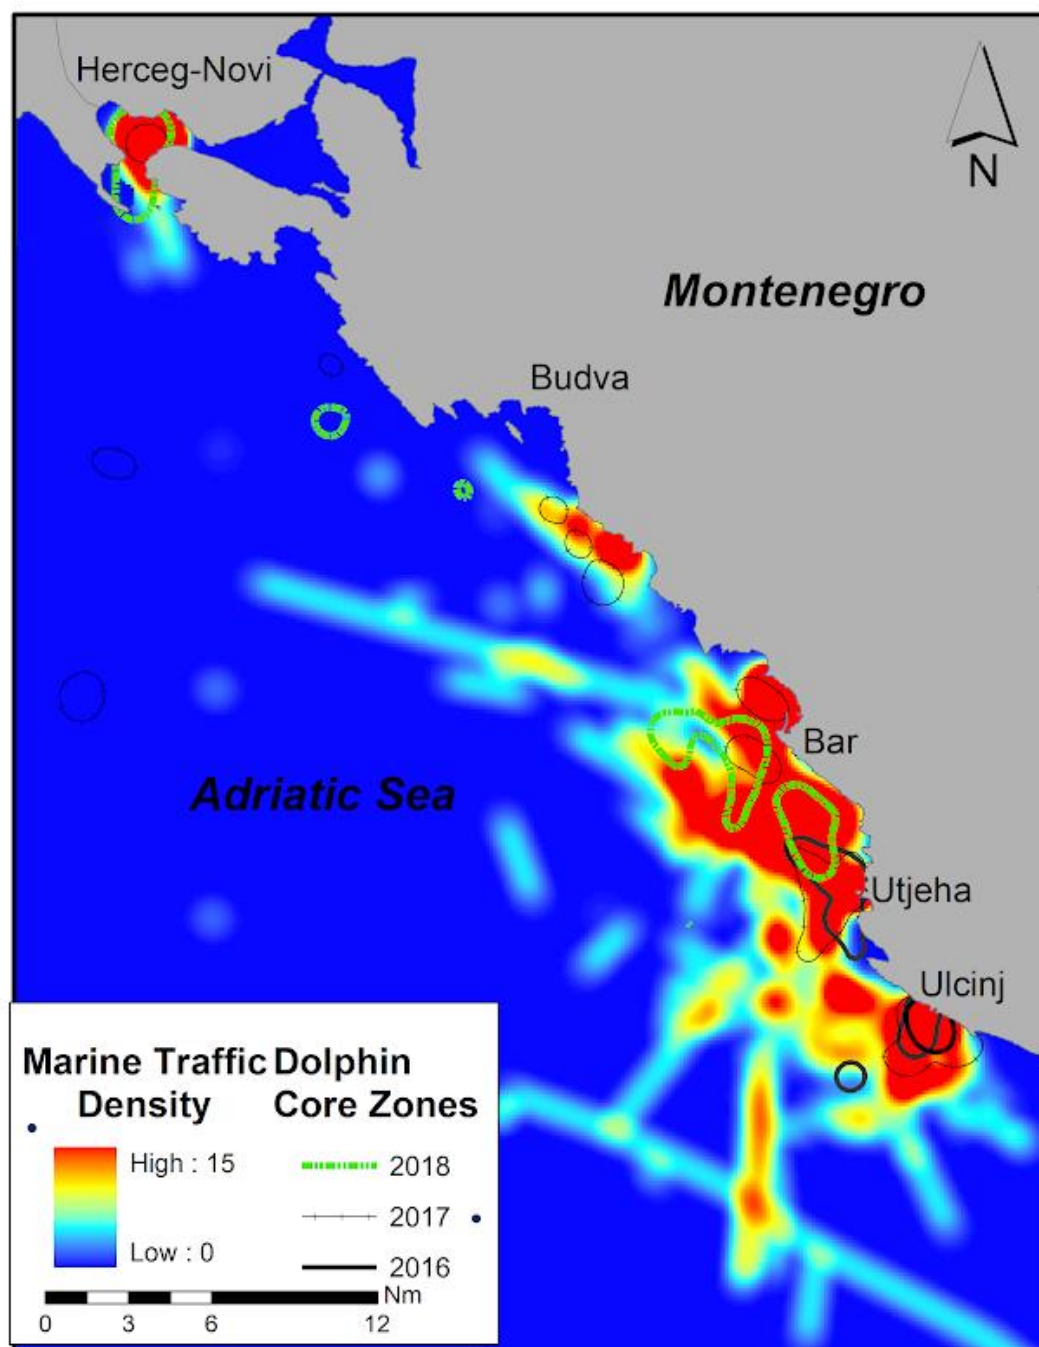 Herceg-Novi
N
Montenegro
Budva
Bar
Adriatic Sea
Utjeha
Ulcinj
Marine Traffic Density
High : 15
Low : 0
Dolphin Core Zones
2018
2017
2016
Nm
0 3 6 12